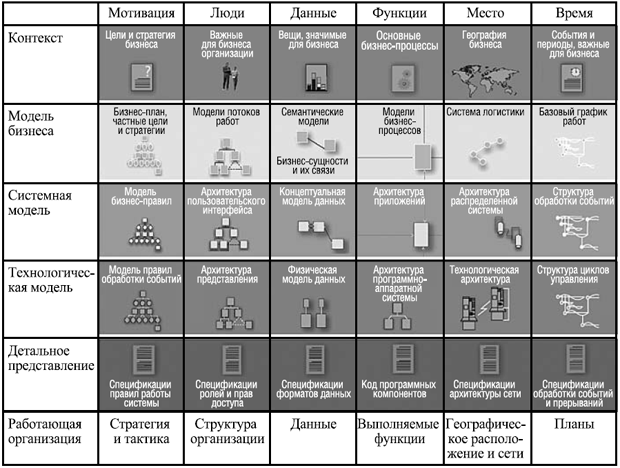 Мотивация
Люди
Данные
Функции
Место
Время
Контекст
Цели и стратегия
бизнеса
Важные
для бизнеса
организации
Вещи, значимые
для бизнеса
Основные
бизнес-процессы
География
бизнеса
События и
периоды, важные
для бизнеса
Модель
бизнеса
Бизнес-план,
частные цели
и стратегии
Модели потоков
работ
Семантические
модели
Бизнес-сущности
и их связи
Модели
бизнес-
процессов
Система логистики
Базовый график
работ
Системная
модель
Модель
бизнес-правил
Архитектура
пользовательского
интерфейса
Концептуальная
модель данных
Архитектура
приложений
Архитектура
распределенной
системы
Структура
обработки событий
Технологичес-
кая модель
Модель правил
обработки событий
Архитектура
представления
Физическая
модель данных
Архитектура
программно-
аппаратной
системы
Технологическая
архитектура
Структура циклов
управления
Детальное
представление
Спецификации
правил работы
системы
Спецификации
ролей и прав
доступа
Спецификации
форматов данных
Код программных
компонентов
Спецификации
архитектуры сети
Спецификации
обработки событий
и прерываний
Работающая
организация
Стратегия
и тактика
Структура
организации
Данные
Выполняемые
функции
Географичес-
кое располо-
жение и сети
Планы